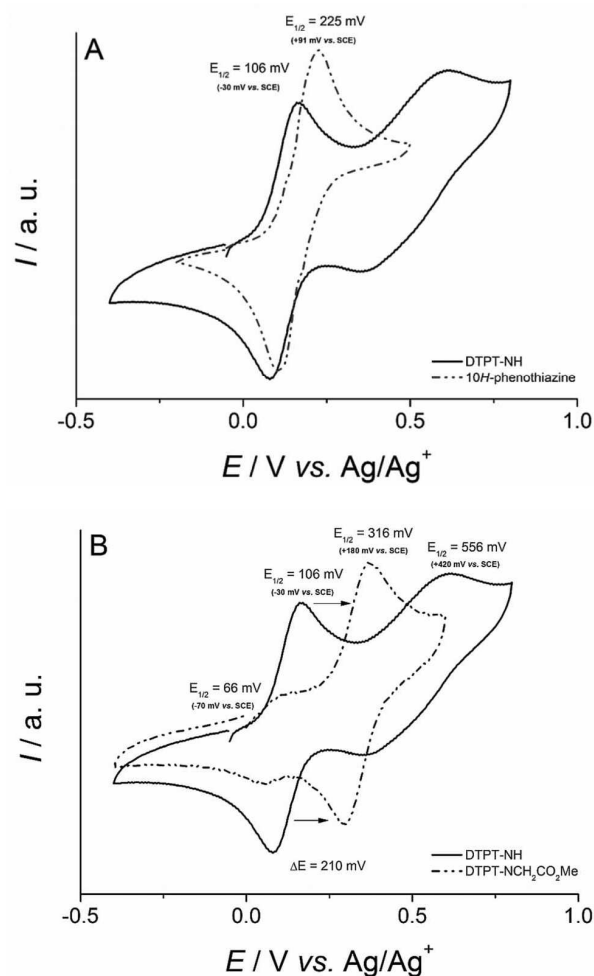 A
E1/2 = 225 mV
(+91 mV vs. SCE)
E1/2 = 106 mV
(-30 mV vs. SCE)
I / a. u.
DTPT-NH
10H-phenothiazine
-0.5 0.0 0.5 1.0
E / V vs. Ag/Ag+
B
E1/2 = 316 mV
(+180 mV vs. SCE)
E1/2 = 556 mV
(+420 mV vs. SCE)
E1/2 = 106 mV
(-30 mV vs. SCE)
E1/2 = 66 mV
(-70 mV vs. SCE)
I / a. u.
ΔE = 210 mV
DTPT-NH
DTPT-NCH2CO2Me
-0.5 0.0 0.5 1.0
E / V vs. Ag/Ag+